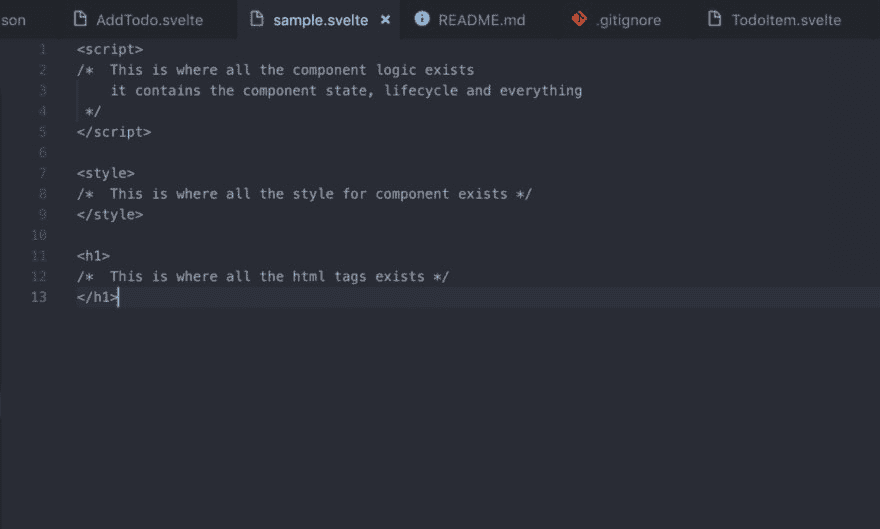 son AddTodo.svelte sample.svelte × README.md .gitignore TodoItem.svelte
1 <script>
2 /*  This is where all the component logic exists
3     it contains the component state, lifecycle and everything
4  */
5 </script>
6
7 <style>
8 /*  This is where all the style for component exists */
9 </style>
10
11 <h1>
12 /*  This is where all the html tags exists */
13 </h1>